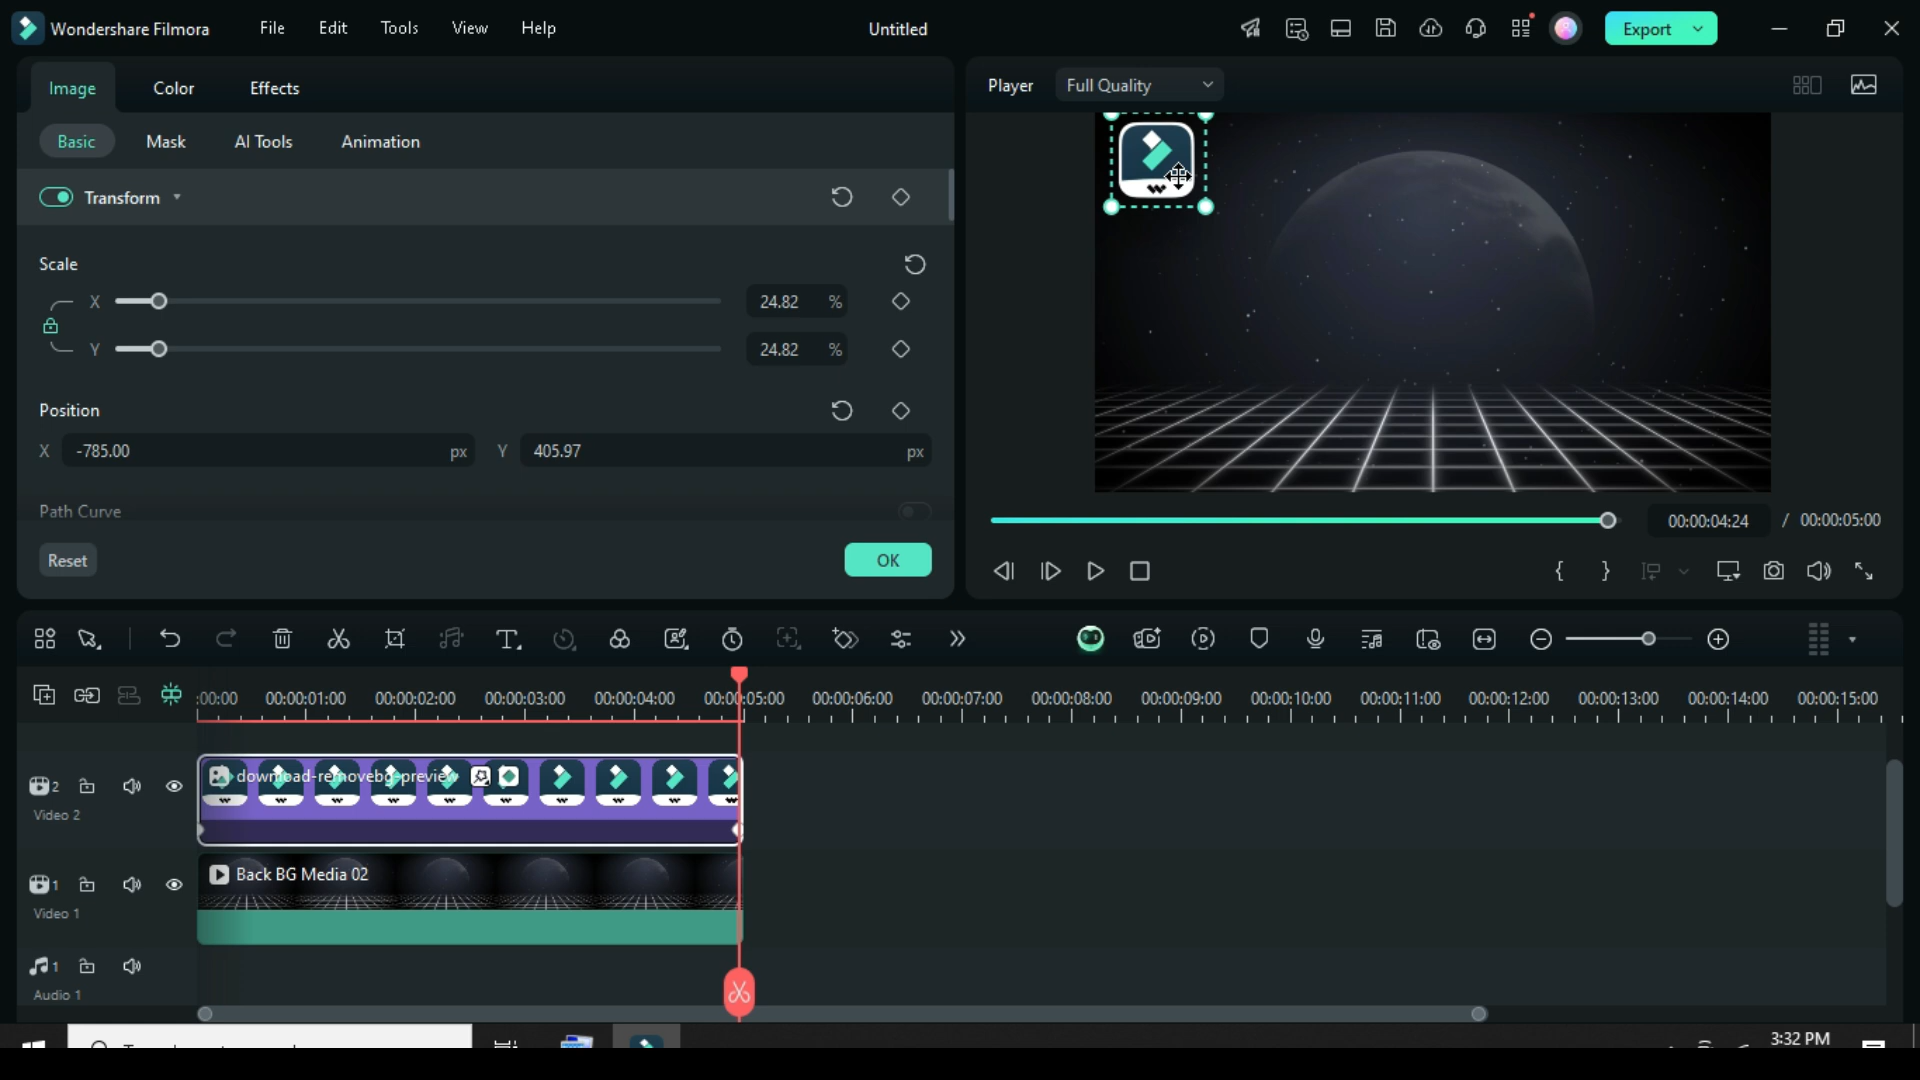 Wondershare Filmora File Edit Tools View Help Untitled Export
Image Color Effects
Player Full Quality
Basic Mask AI Tools Animation
Transform
Scale
X 24.82 %
Y 24.82 %
Position
X -785.00 px Y 405.97 px
Path Curve
00:00:04:24 / 00:00:05:00
Reset OK
:00:00 00:00:01:00 00:00:02:00 00:00:03:00 00:00:04:00 00:00:05:00 00:00:06:00 00:00:07:00 00:00:08:00 00:00:09:00 00:00:10:00 00:00:11:00 00:00:12:00 00:00:13:00 00:00:14:00 00:00:15:00
2 download-removebg-preview
Video 2
1 Back BG Media 02
Video 1
1
Audio 1
3:32 PM